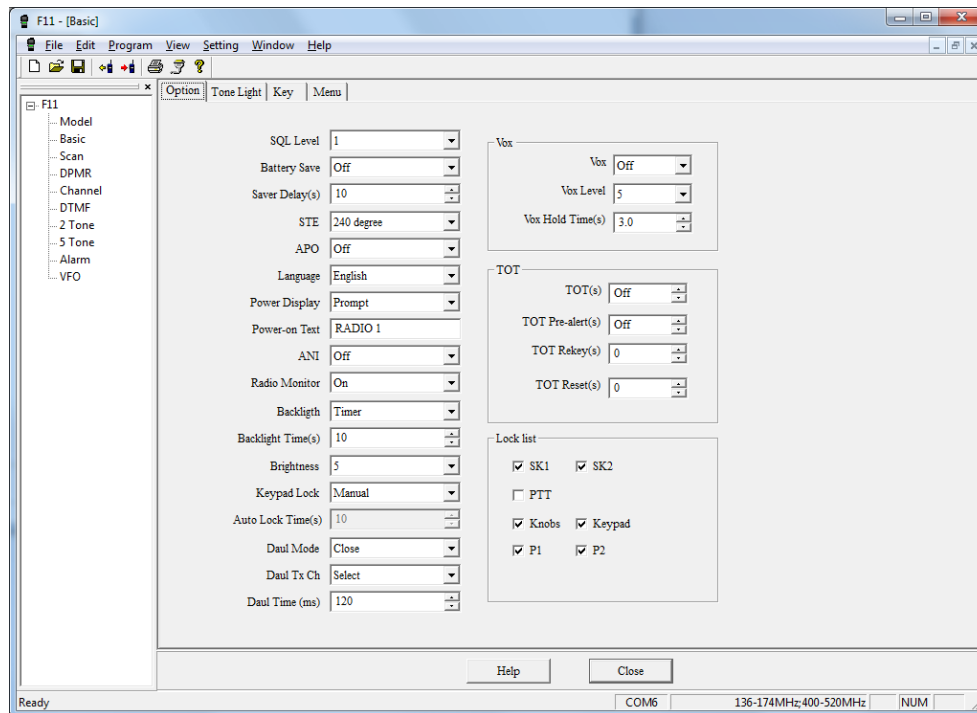 F11 - [Basic]
File Edit Program View Setting Window Help
F11
Model
Basic
Scan
DPMR
Channel
DTMF
2 Tone
5 Tone
Alarm
VFO
Option Tone Light Key Menu
SQL Level 1
Battery Save Off
Saver Delay(s) 10
STE 240 degree
APO Off
Language English
Power Display Prompt
Power-on Text RADIO 1
ANI Off
Radio Monitor On
Backligth Timer
Backlight Time(s) 10
Brightness 5
Keypad Lock Manual
Auto Lock Time(s) 10
Daul Mode Close
Daul Tx Ch Select
Daul Time (ms) 120
Vox
Vox Off
Vox Level 5
Vox Hold Time(s) 3.0
TOT
TOT(s) Off
TOT Pre-alert(s) Off
TOT Rekey(s) 0
TOT Reset(s) 0
Lock list
SK1 SK2
PTT
Knobs Keypad
P1 P2
Help Close
Ready COM6 136-174MHz;400-520MHz NUM